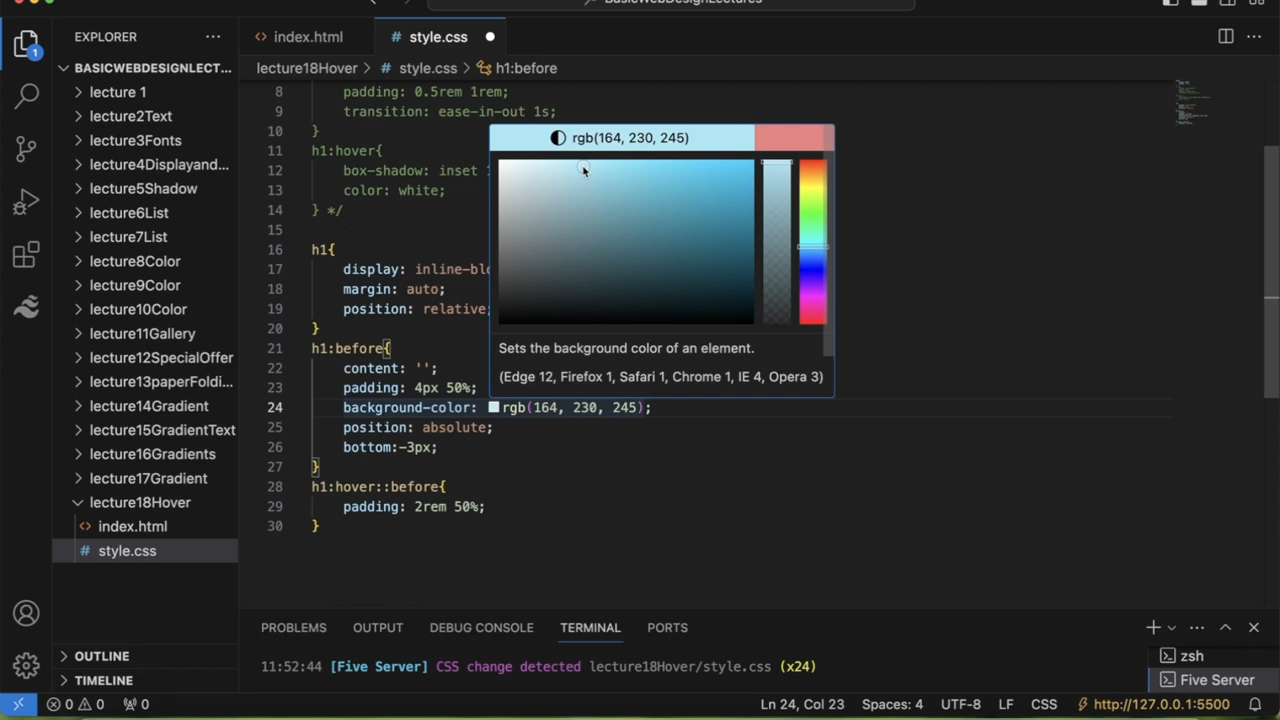 BasicWebDesignLectures
EXPLORER
index.html
style.css
BASICWEBDESIGNLECT...
lecture18Hover > style.css > h1:before
1
lecture 1
lecture2Text
lecture3Fonts
lecture4Displayand...
lecture5Shadow
lecture6List
lecture7List
lecture8Color
lecture9Color
lecture10Color
lecture11Gallery
lecture12SpecialOffer
lecture13paperFoldi...
lecture14Gradient
lecture15GradientText
lecture16Gradients
lecture17Gradient
lecture18Hover
index.html
style.css
OUTLINE
TIMELINE
8 padding: 0.5rem 1rem;
9 transition: ease-in-out 1s;
10 }
11 h1:hover{
12 box-shadow: inset
13 color: white;
14 } */
15
16 h1{
17 display: inline-blo
18 margin: auto;
19 position: relative;
20 }
21 h1:before{
22 content: '';
23 padding: 4px 50%;
24 background-color: rgb(164, 230, 245);
25 position: absolute;
26 bottom:-3px;
27 }
28 h1:hover::before{
29 padding: 2rem 50%;
30 }
rgb(164, 230, 245)
Sets the background color of an element.
(Edge 12, Firefox 1, Safari 1, Chrome 1, IE 4, Opera 3)
PROBLEMS OUTPUT DEBUG CONSOLE TERMINAL PORTS
11:52:44 [Five Server] CSS change detected lecture18Hover/style.css (x24)
zsh
Five Server
0 0 0 Ln 24, Col 23 Spaces: 4 UTF-8 LF CSS http://127.0.0.1:5500